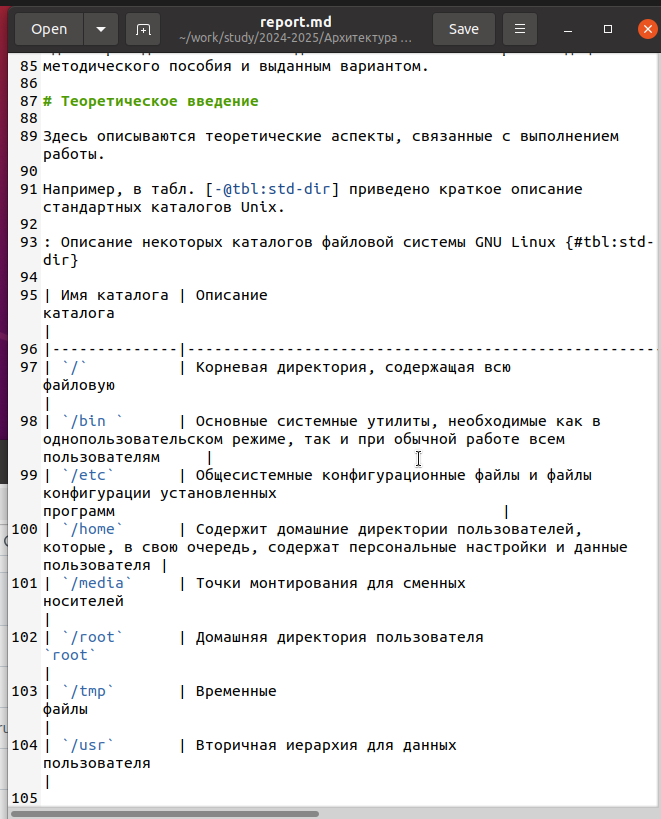 Open
report.md
~/work/study/2024-2025/Архитектура ...
Save
85 методического пособия и выданным вариантом.
86
87 # Теоретическое введение
88
89 Здесь описываются теоретические аспекты, связанные с выполнением
работы.
90
91 Например, в табл. [-@tbl:std-dir] приведено краткое описание
стандартных каталогов Unix.
92
93 : Описание некоторых каталогов файловой системы GNU Linux {#tbl:std-
dir}
94
95 | Имя каталога | Описание
каталога
|
96 |--------------|----------------------------------------------------
97 | `/`          | Корневая директория, содержащая всю
файловую
|
98 | `/bin `      | Основные системные утилиты, необходимые как в
однопользовательском режиме, так и при обычной работе всем
пользователям     |
99 | `/etc`       | Общесистемные конфигурационные файлы и файлы
конфигурации установленных
программ                                           |
100 | `/home`      | Содержит домашние директории пользователей,
которые, в свою очередь, содержат персональные настройки и данные
пользователя |
101 | `/media`     | Точки монтирования для сменных
носителей
|
102 | `/root`      | Домашняя директория пользователя
`root`
|
103 | `/tmp`       | Временные
файлы
|
104 | `/usr`       | Вторичная иерархия для данных
пользователя
|
105